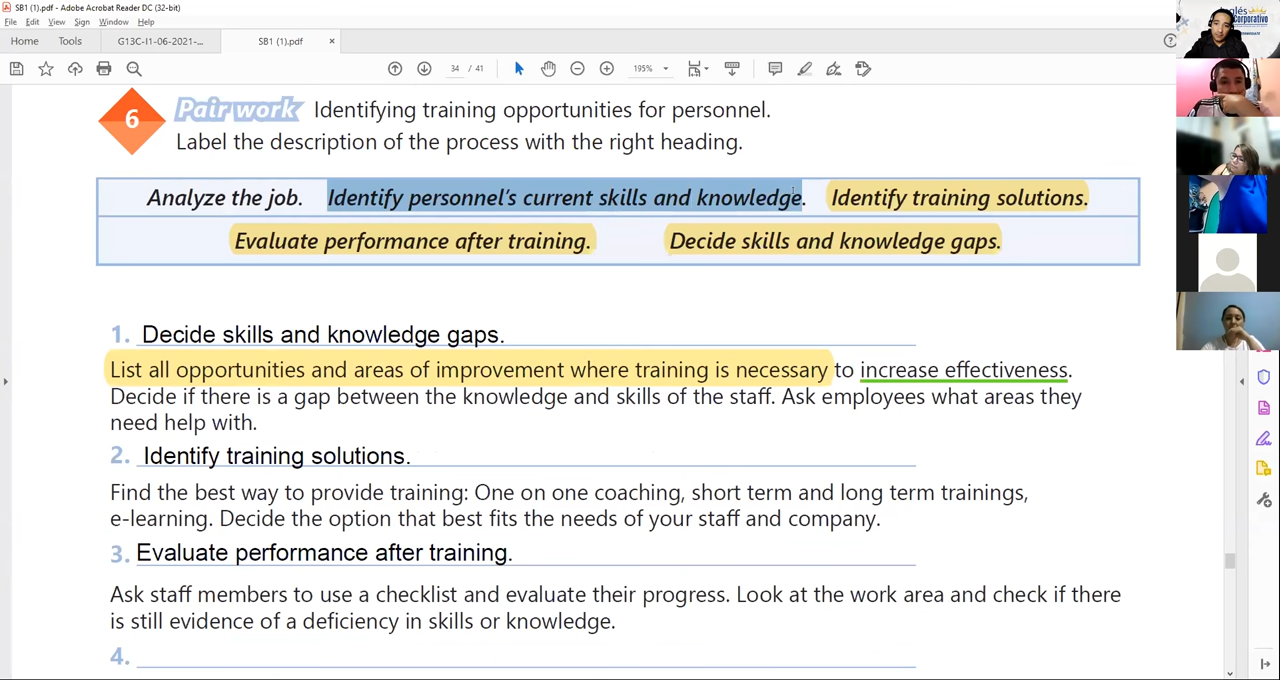 SB1 (1).pdf - Adobe Acrobat Reader DC (32-bit)
File Edit View Sign Window Help
Home Tools G13C-I1-06-2021-... SB1 (1).pdf ×
34 / 41 195%
Inglés
Corporativo
6 Pair work Identifying training opportunities for personnel.
Label the description of the process with the right heading.
Analyze the job. Identify personnel's current skills and knowledge. Identify training solutions.
Evaluate performance after training. Decide skills and knowledge gaps.
1. Decide skills and knowledge gaps.
List all opportunities and areas of improvement where training is necessary to increase effectiveness.
Decide if there is a gap between the knowledge and skills of the staff. Ask employees what areas they
need help with.
2. Identify training solutions.
Find the best way to provide training: One on one coaching, short term and long term trainings,
e-learning. Decide the option that best fits the needs of your staff and company.
3. Evaluate performance after training.
Ask staff members to use a checklist and evaluate their progress. Look at the work area and check if there
is still evidence of a deficiency in skills or knowledge.
4.